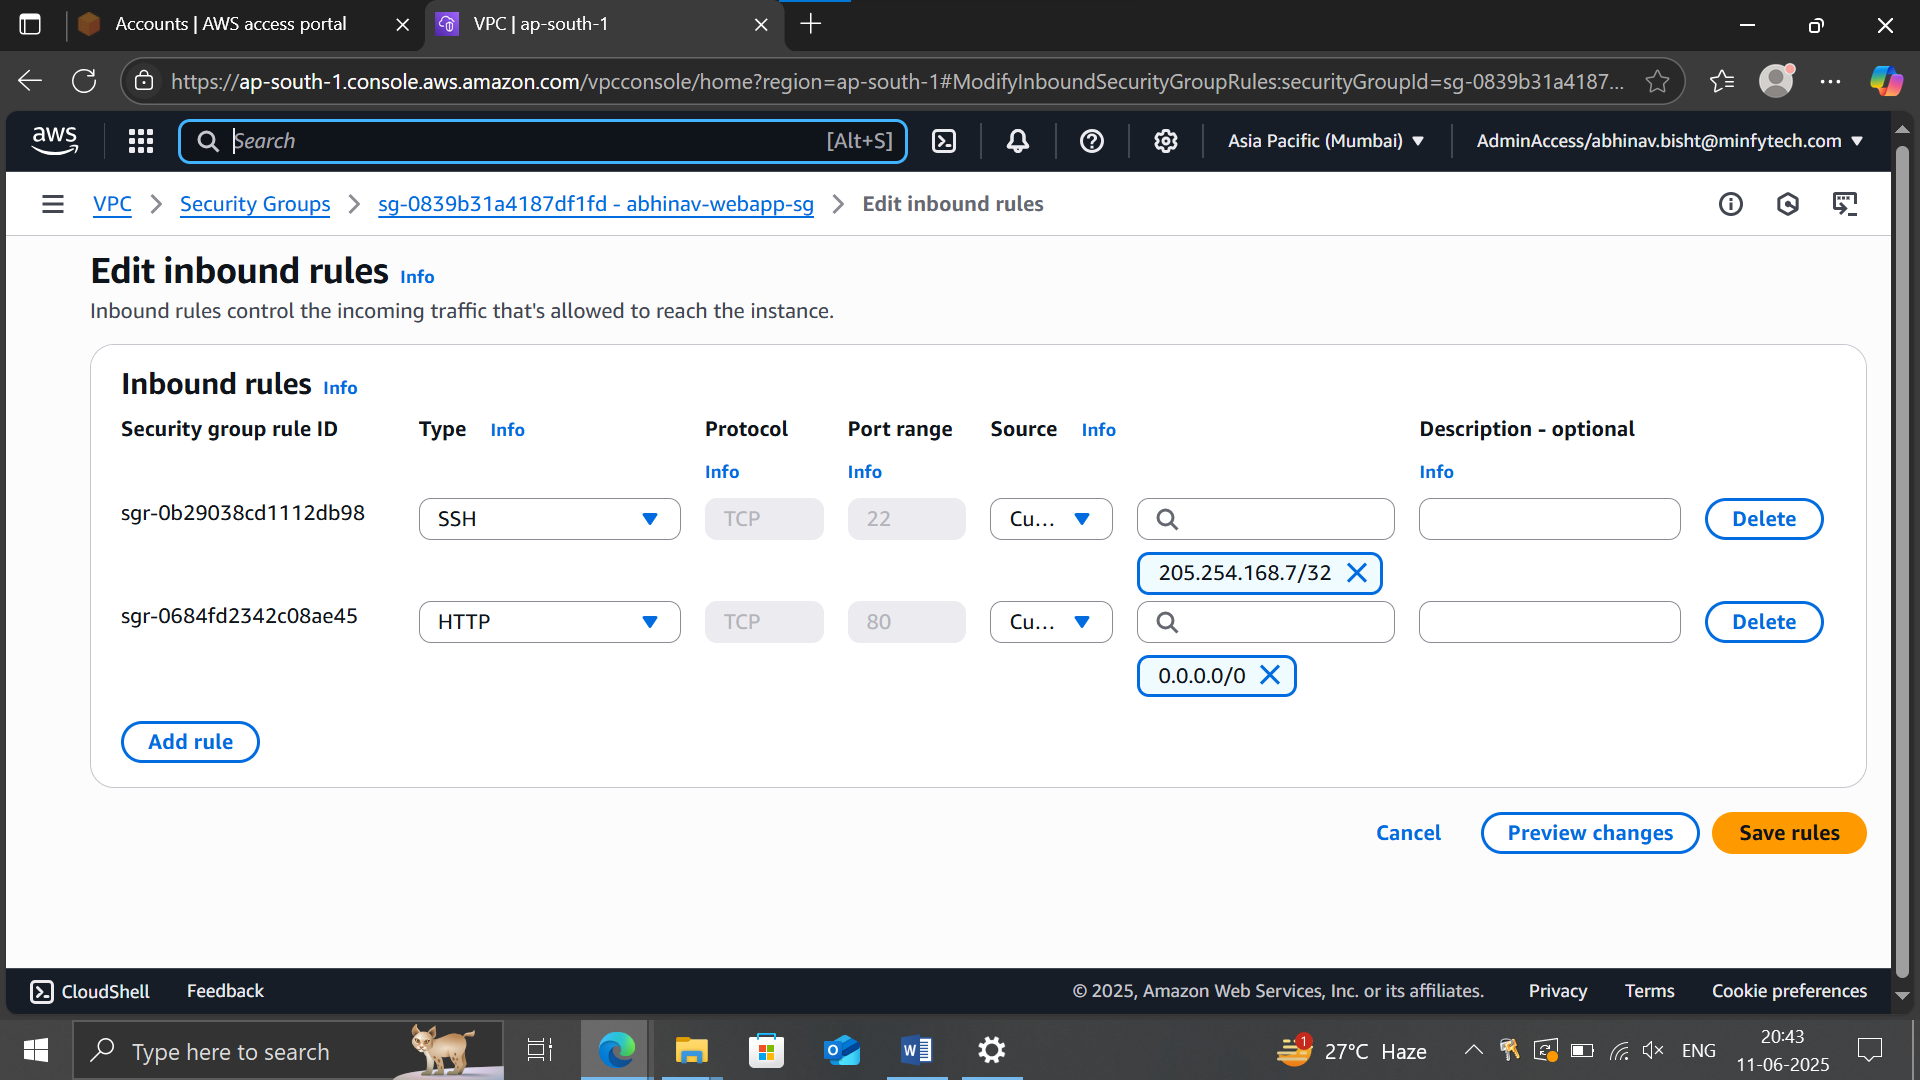 Accounts | AWS access portal
VPC | ap-south-1
https://ap-south-1.console.aws.amazon.com/vpcconsole/home?region=ap-south-1#ModifyInboundSecurityGroupRules:securityGroupId=sg-0839b31a4187...
aws
Search [Alt+S]
Asia Pacific (Mumbai)
AdminAccess/abhinav.bisht@minfytech.com
VPC > Security Groups > sg-0839b31a4187df1fd - abhinav-webapp-sg > Edit inbound rules
Edit inbound rules Info
Inbound rules control the incoming traffic that's allowed to reach the instance.
Inbound rules Info
Security group rule ID Type Info Protocol Port range Source Info Description - optional
Info Info Info
sgr-0b29038cd1112db98 SSH TCP 22 Cu... Delete
205.254.168.7/32
sgr-0684fd2342c08ae45 HTTP TCP 80 Cu... Delete
0.0.0.0/0
Add rule
Cancel Preview changes Save rules
CloudShell Feedback © 2025, Amazon Web Services, Inc. or its affiliates. Privacy Terms Cookie preferences
Type here to search
1
27°C Haze
ENG
20:43
11-06-2025